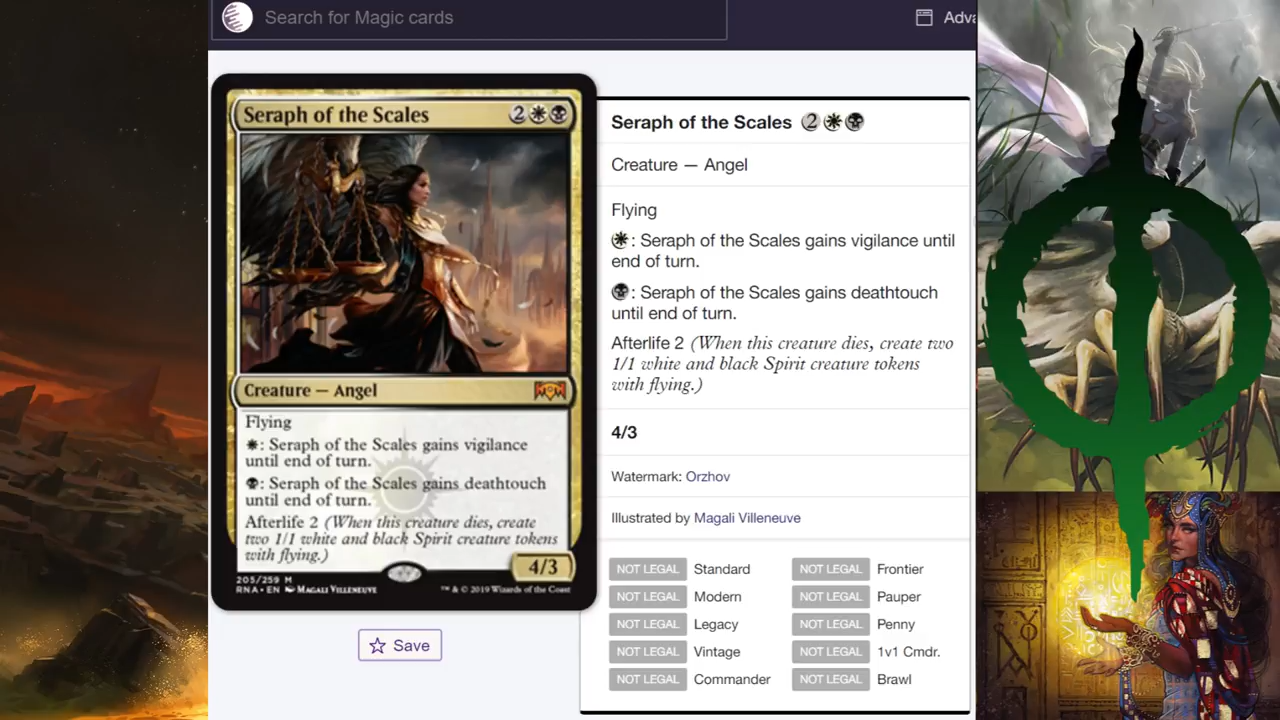 Search for Magic cards
Adva
Seraph of the Scales 2
Creature — Angel
Flying
: Seraph of the Scales gains vigilance
until end of turn.
: Seraph of the Scales gains deathtouch
until end of turn.
Afterlife 2 (When this creature dies, create
two 1/1 white and black Spirit creature tokens
with flying.)
4/3
205/259 M
RNA • EN MAGALI VILLENEUVE
™ & © 2019 Wizards of the Coast
Save
Seraph of the Scales 2
Creature — Angel
Flying
: Seraph of the Scales gains vigilance until
end of turn.
: Seraph of the Scales gains deathtouch
until end of turn.
Afterlife 2 (When this creature dies, create two
1/1 white and black Spirit creature tokens
with flying.)
4/3
Watermark: Orzhov
Illustrated by Magali Villeneuve
NOT LEGAL Standard NOT LEGAL Frontier
NOT LEGAL Modern NOT LEGAL Pauper
NOT LEGAL Legacy NOT LEGAL Penny
NOT LEGAL Vintage NOT LEGAL 1v1 Cmdr.
NOT LEGAL Commander NOT LEGAL Brawl